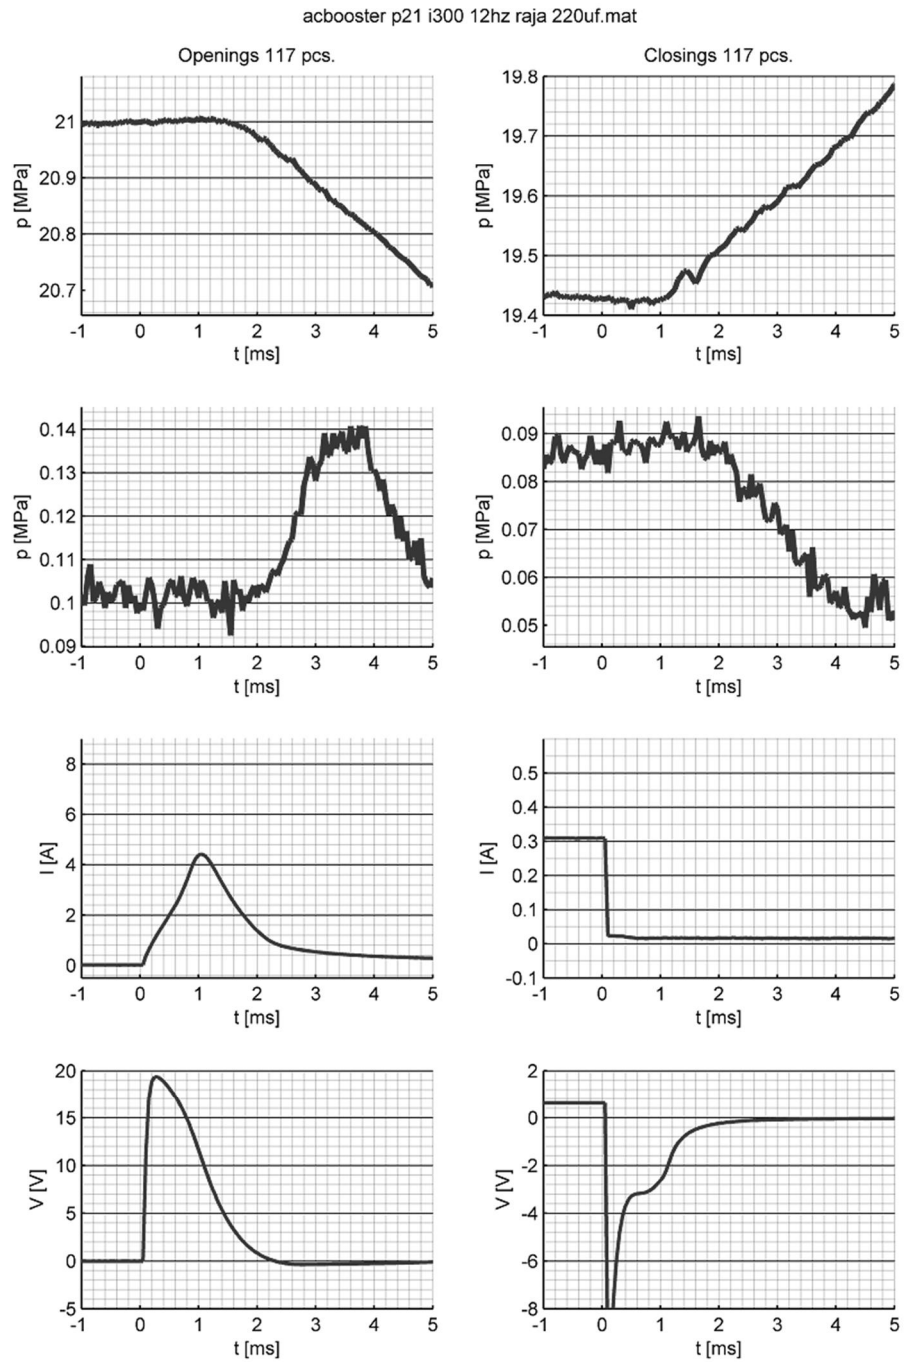 acbooster p21 i300 12hz raja 220uf.mat
Openings 117 pcs.
Closings 117 pcs.
p [MPa]
21
20.9
20.8
20.7
-1 0 1 2 3 4 5
t [ms]
p [MPa]
19.8
19.7
19.6
19.5
19.4
-1 0 1 2 3 4 5
t [ms]
p [MPa]
0.14
0.13
0.12
0.11
0.1
0.09
-1 0 1 2 3 4 5
t [ms]
p [MPa]
0.09
0.08
0.07
0.06
0.05
-1 0 1 2 3 4 5
t [ms]
I [A]
8
6
4
2
0
-1 0 1 2 3 4 5
t [ms]
I [A]
0.5
0.4
0.3
0.2
0.1
0
-0.1
-1 0 1 2 3 4 5
t [ms]
V [V]
20
15
10
5
0
-5
-1 0 1 2 3 4 5
t [ms]
V [V]
2
0
-2
-4
-6
-8
-1 0 1 2 3 4 5
t [ms]